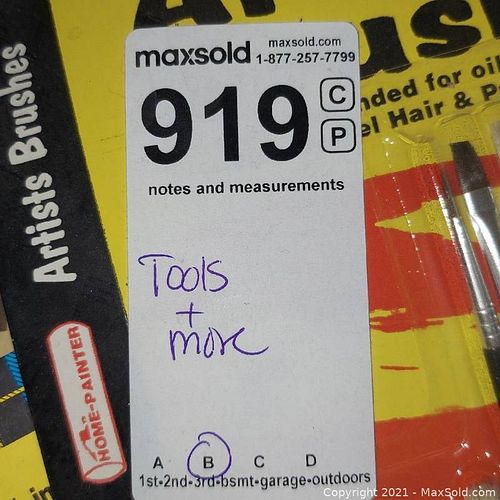 maxsold
maxsold.com
1-877-257-7799
919
C
P
notes and measurements
Tools
+
more
A B C D
1st-2nd-3rd-bsmt-garage-outdoors
Artists Brushes
HOME-PAINTER
nded for oil
el Hair & P
Copyright 2021 - MaxSold.com